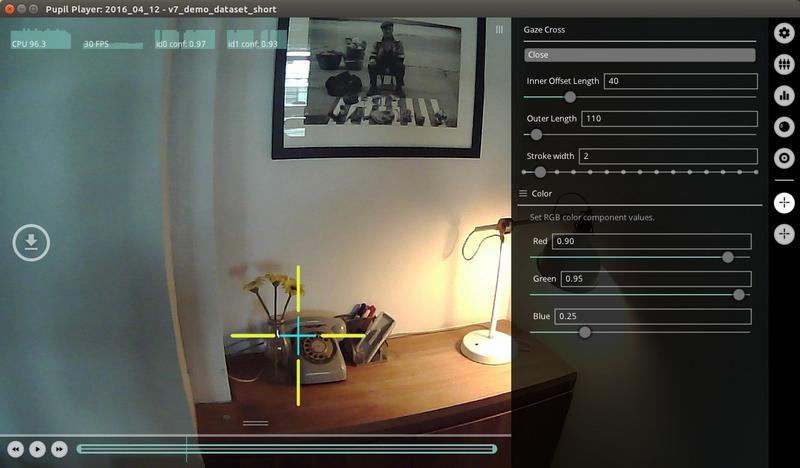 Pupil Player: 2016_04_12 - v7_demo_dataset_short
CPU 96.3
30 FPS
id0 conf: 0.97
id1 conf: 0.93
Gaze Cross
Close
Inner Offset Length 40
Outer Length 110
Stroke width 2
Color
Set RGB color component values.
Red 0.90
Green 0.95
Blue 0.25